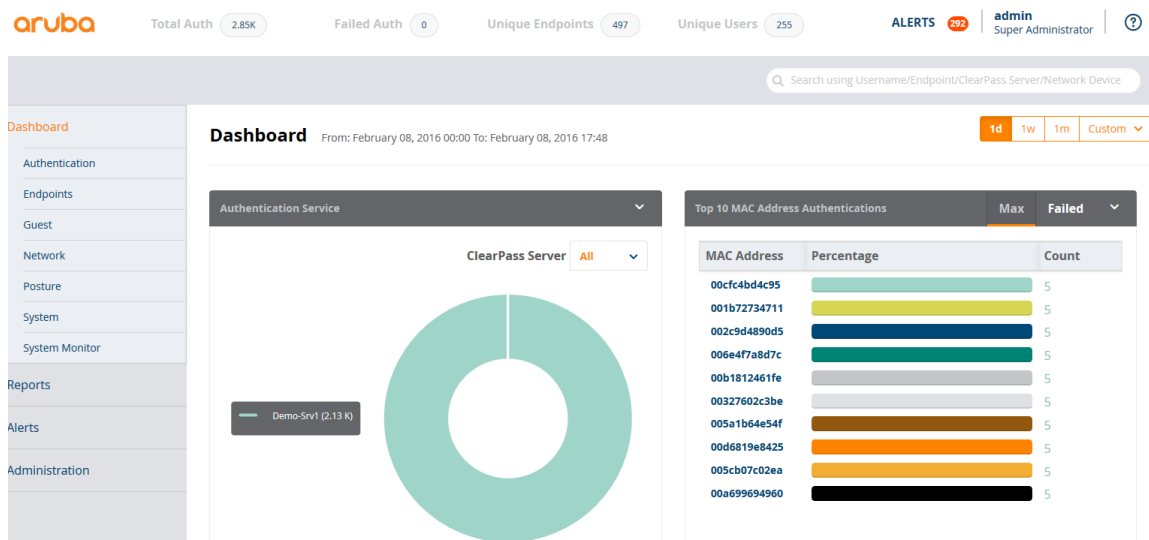 aruba
Total Auth 2.85K Failed Auth 0 Unique Endpoints 497 Unique Users 255 ALERTS 292 admin
Super Administrator
?
Search using Username/Endpoint/ClearPass Server/Network Device
Dashboard
Authentication
Endpoints
Guest
Network
Posture
System
System Monitor
Reports
Alerts
Administration
Dashboard From: February 08, 2016 00:00 To: February 08, 2016 17:48
1d 1w 1m Custom
Authentication Service
ClearPass Server All
Demo-Srv1 (2.13 K)
Top 10 MAC Address Authentications Max Failed
MAC Address Percentage Count
00cfc4bd4c95 5
001b72734711 5
002c9d4890d5 5
006e4f7a8d7c 5
00b1812461fe 5
00327602c3be 5
005a1b64e54f 5
00d6819e8425 5
005cb07c02ea 5
00a699694960 5